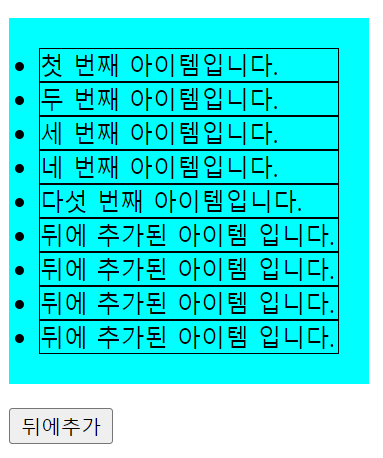 첫 번째 아이템입니다.
두 번째 아이템입니다.
세 번째 아이템입니다.
네 번째 아이템입니다.
다섯 번째 아이템입니다.
뒤에 추가된 아이템 입니다.
뒤에 추가된 아이템 입니다.
뒤에 추가된 아이템 입니다.
뒤에 추가된 아이템 입니다.
뒤에추가